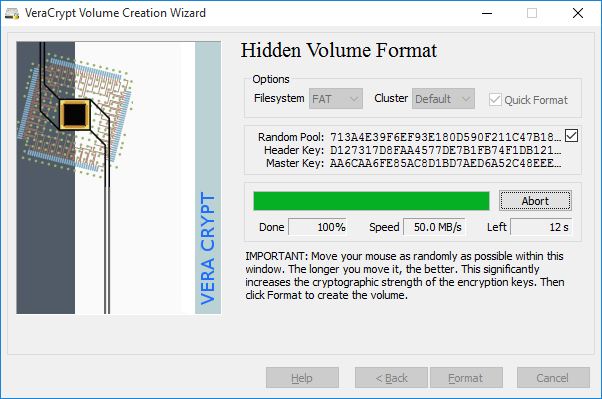 VeraCrypt Volume Creation Wizard
Hidden Volume Format
Options
Filesystem FAT Cluster Default Quick Format
Random Pool: 713A4E39F6EF93E180D590F211C47B18...
Header Key: D127317D8FAA4577DE7B1FB74F1DB121...
Master Key: AA6CAA6FE85AC8D1BD7AED6A52C48EEE...
Abort
Done 100% Speed 50.0 MB/s Left 12 s
IMPORTANT: Move your mouse as randomly as possible within this
window. The longer you move it, the better. This significantly
increases the cryptographic strength of the encryption keys. Then
click Format to create the volume.
VERA CRYPT
Help < Back Format Cancel